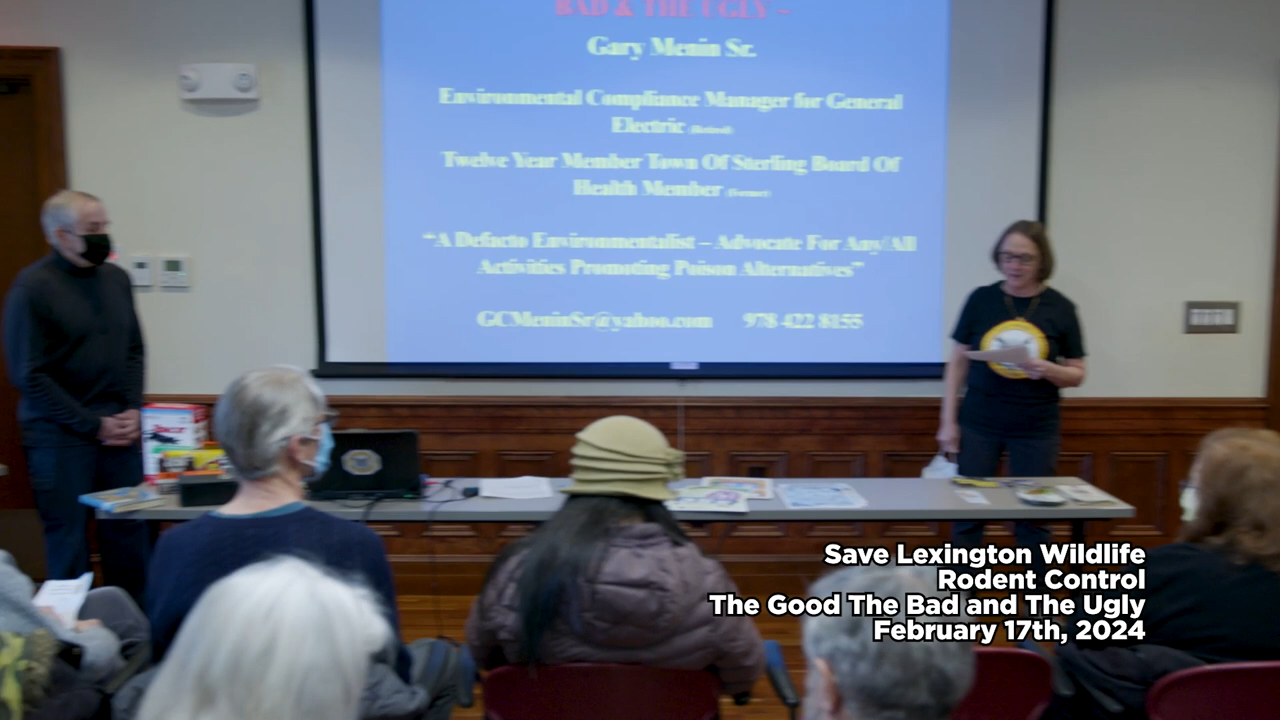 BAD & THE UGLY ~
Gary Menin Sr.
Environmental Compliance Manager for General
Electric (Retired)
Twelve Year Member Town Of Sterling Board Of
Health Member (Former)
“A Defacto Environmentalist – Advocate For Any/All
Activities Promoting Poison Alternatives”
GCMeninSr@yahoo.com 978 422 8155
Save Lexington Wildlife
Rodent Control
The Good The Bad and The Ugly
February 17th, 2024